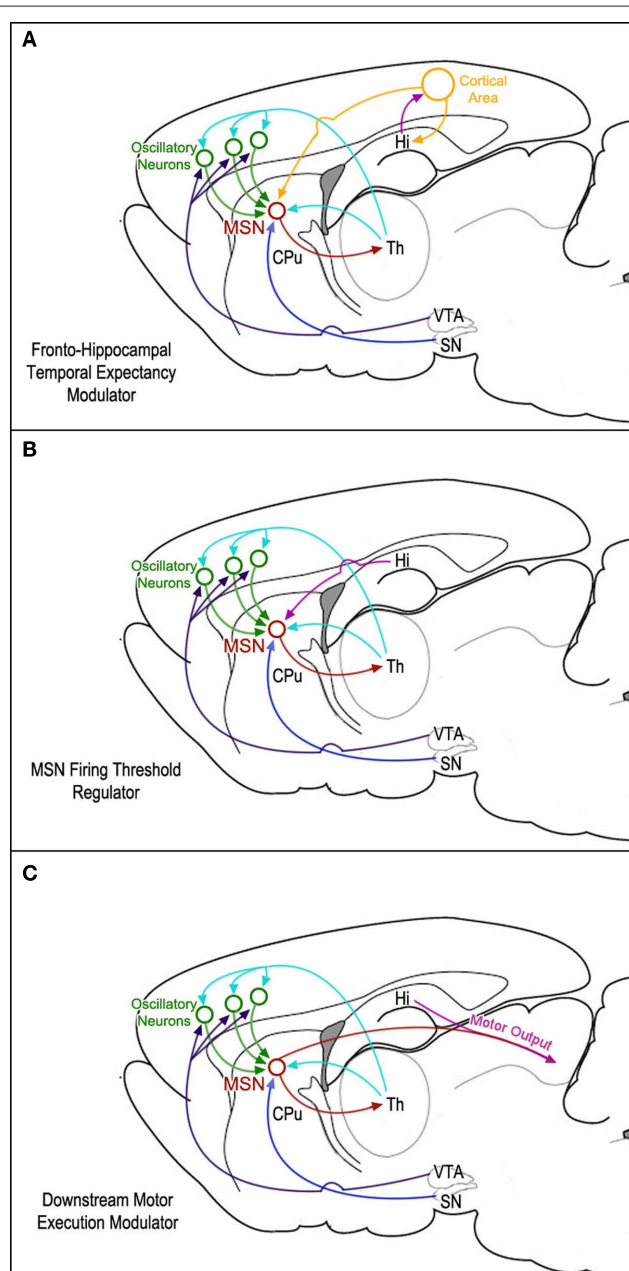 A
Cortical
Area
Hi
Oscillatory
Neurons
MSN
Th
CPu
VTA
SN
Fronto-Hippocampal
Temporal Expectancy
Modulator
B
Hi
Oscillatory
Neurons
MSN
Th
CPu
VTA
SN
MSN Firing Threshold
Regulator
C
Hi
Motor Output
Oscillatory
Neurons
MSN
Th
CPu
VTA
SN
Downstream Motor
Execution Modulator